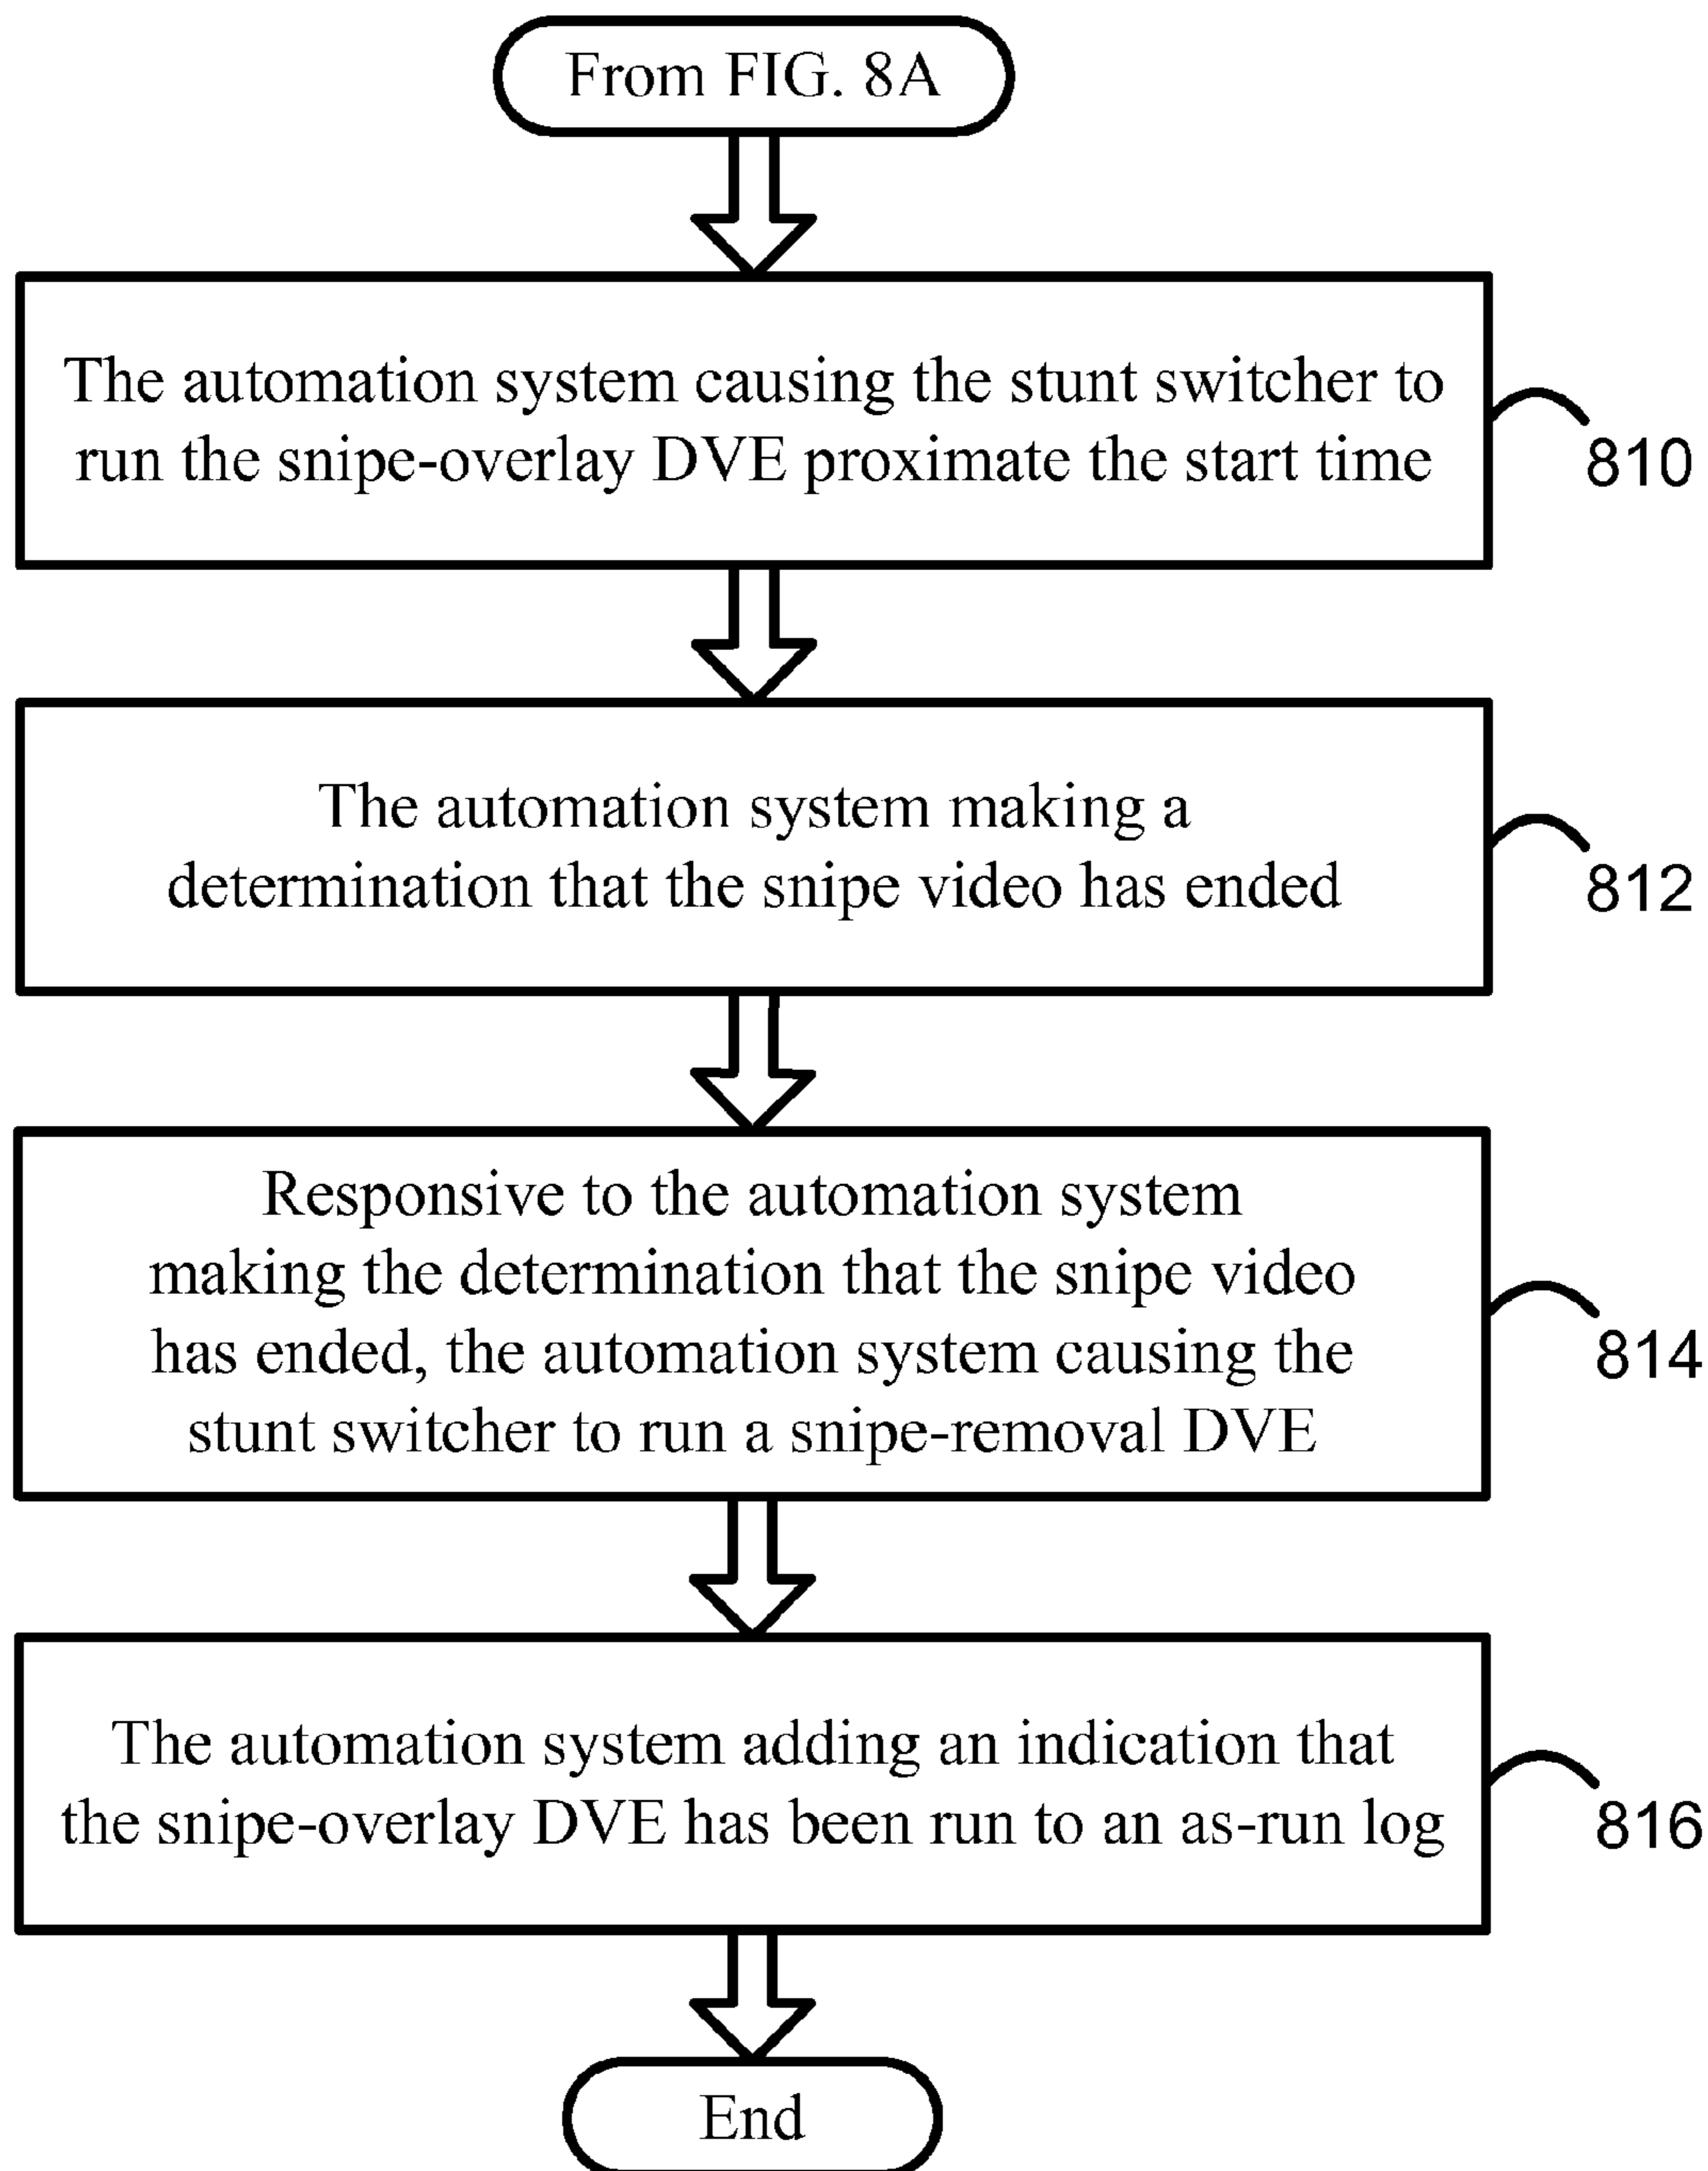 From FIG. 8A
The automation system causing the stunt switcher to
run the snipe-overlay DVE proximate the start time
810
The automation system making a
determination that the snipe video has ended
812
Responsive to the automation system
making the determination that the snipe video
has ended, the automation system causing the
stunt switcher to run a snipe-removal DVE
814
The automation system adding an indication that
the snipe-overlay DVE has been run to an as-run log
816
End